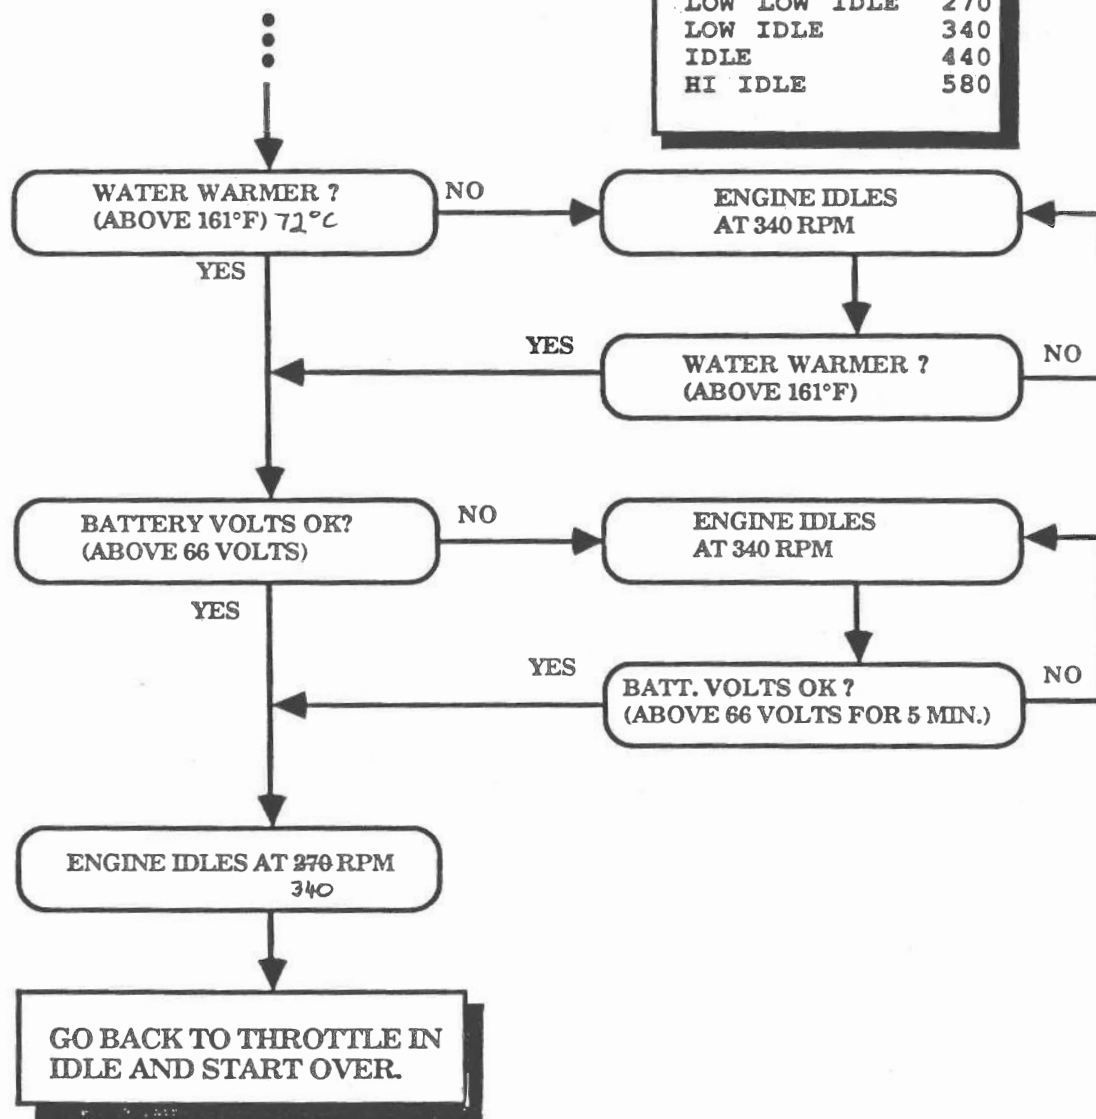 LOW LOW IDLE 270
LOW IDLE 340
IDLE 440
HI IDLE 580
WATER WARMER ?
(ABOVE 161°F) 72°C
NO
ENGINE IDLES
AT 340 RPM
YES
YES
WATER WARMER ?
(ABOVE 161°F)
NO
BATTERY VOLTS OK?
(ABOVE 66 VOLTS)
NO
ENGINE IDLES
AT 340 RPM
YES
YES
BATT. VOLTS OK ?
(ABOVE 66 VOLTS FOR 5 MIN.)
NO
ENGINE IDLES AT 270 RPM
340
GO BACK TO THROTTLE IN
IDLE AND START OVER.